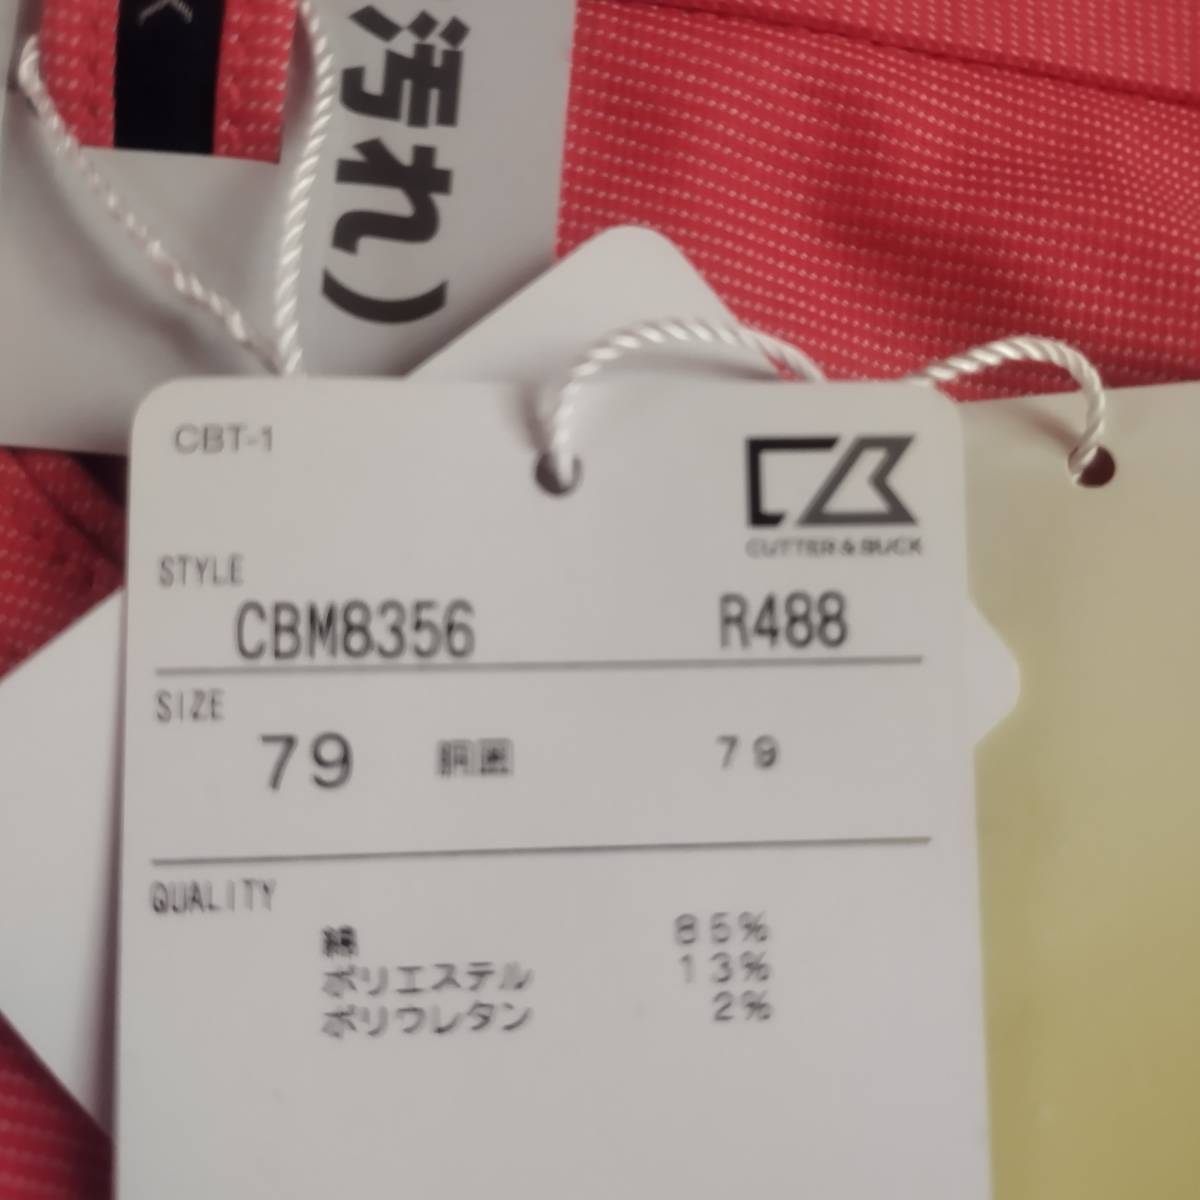 汚れ)
CBT-1
CUTTER & BUCK
STYLE
CBM8356 R488
SIZE
79 胴囲 79
QUALITY
綿 85%
ポリエステル 13%
ポリウレタン 2%